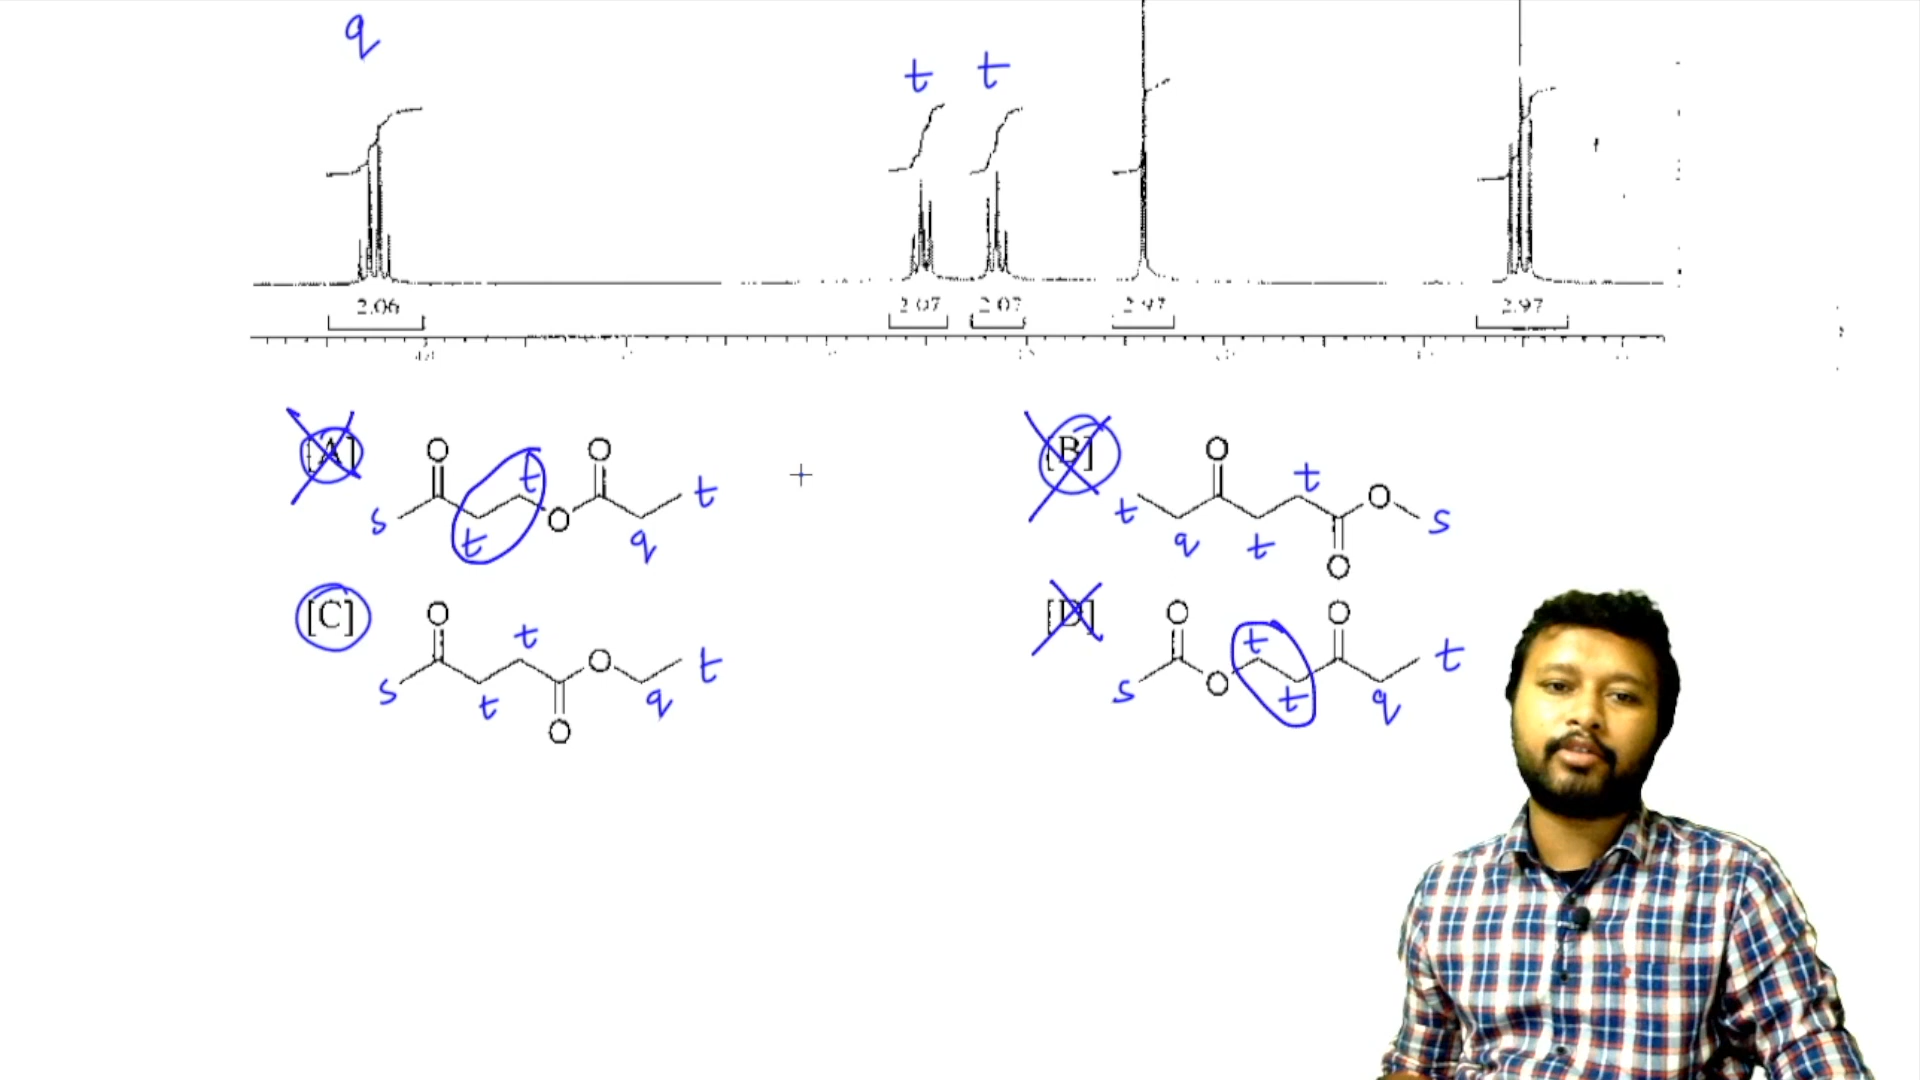 q
t t
2.06 2.07 2.07 2.97 2.97
[A] O O t t s t O q
[B] O t O t q t O s
[C] O t O t s t O q
[D] O O t t s O t q